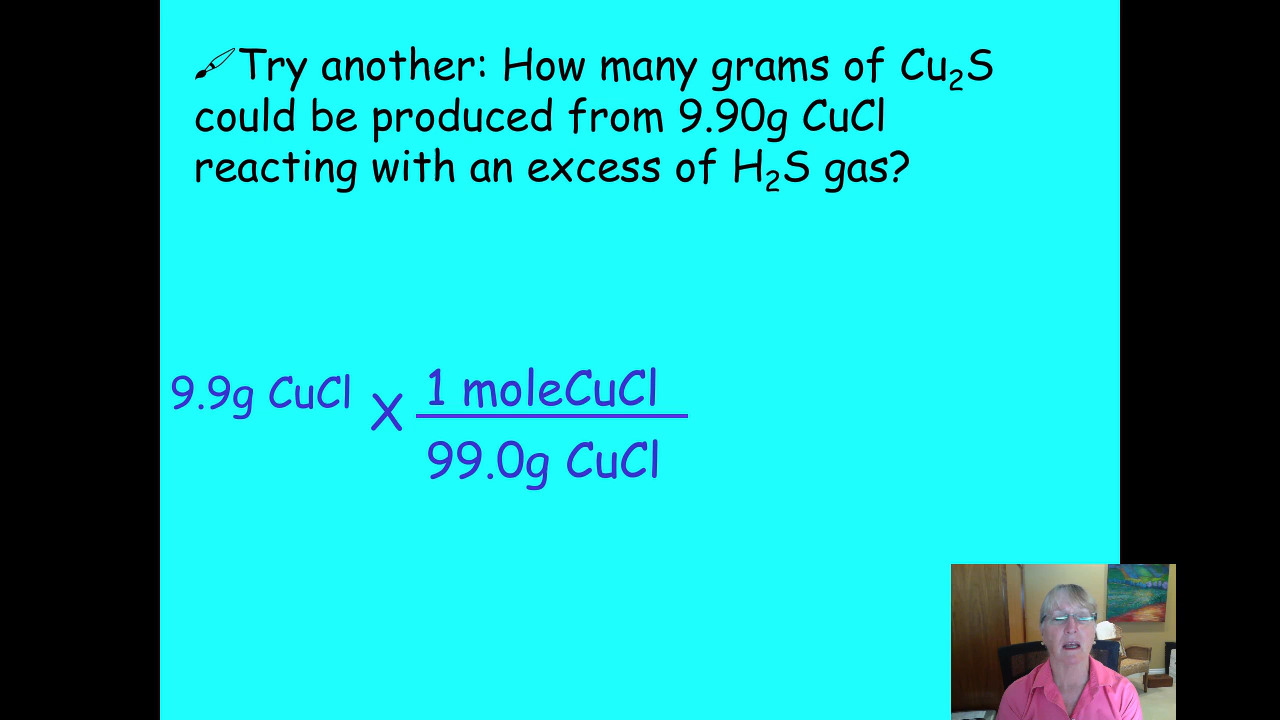 Try another: How many grams of Cu₂S
could be produced from 9.90g CuCl
reacting with an excess of H₂S gas?
9.9g CuCl X 1 moleCuCl
99.0g CuCl